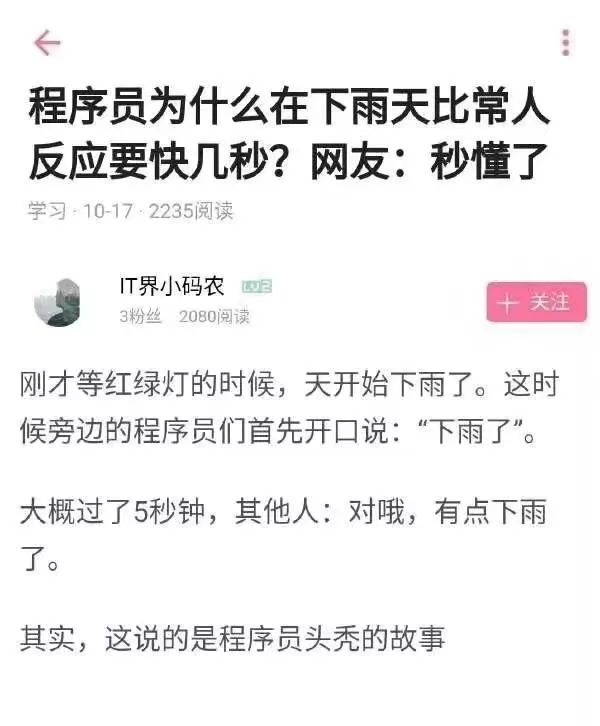 程序员为什么在下雨天比常人
反应要快几秒？网友：秒懂了
学习 · 10-17 · 2235阅读
IT界小码农 LV2
3粉丝 2080阅读
＋ 关注
刚才等红绿灯的时候，天开始下雨了。这时
候旁边的程序员们首先开口说：“下雨了”。
大概过了5秒钟，其他人：对哦，有点下雨
了。
其实，这说的是程序员头秃的故事